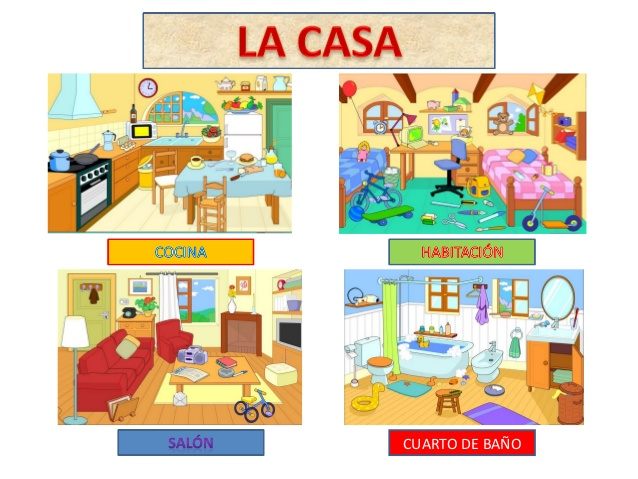 LA CASA
COCINA
HABITACIÓN
SALÓN
CUARTO DE BAÑO